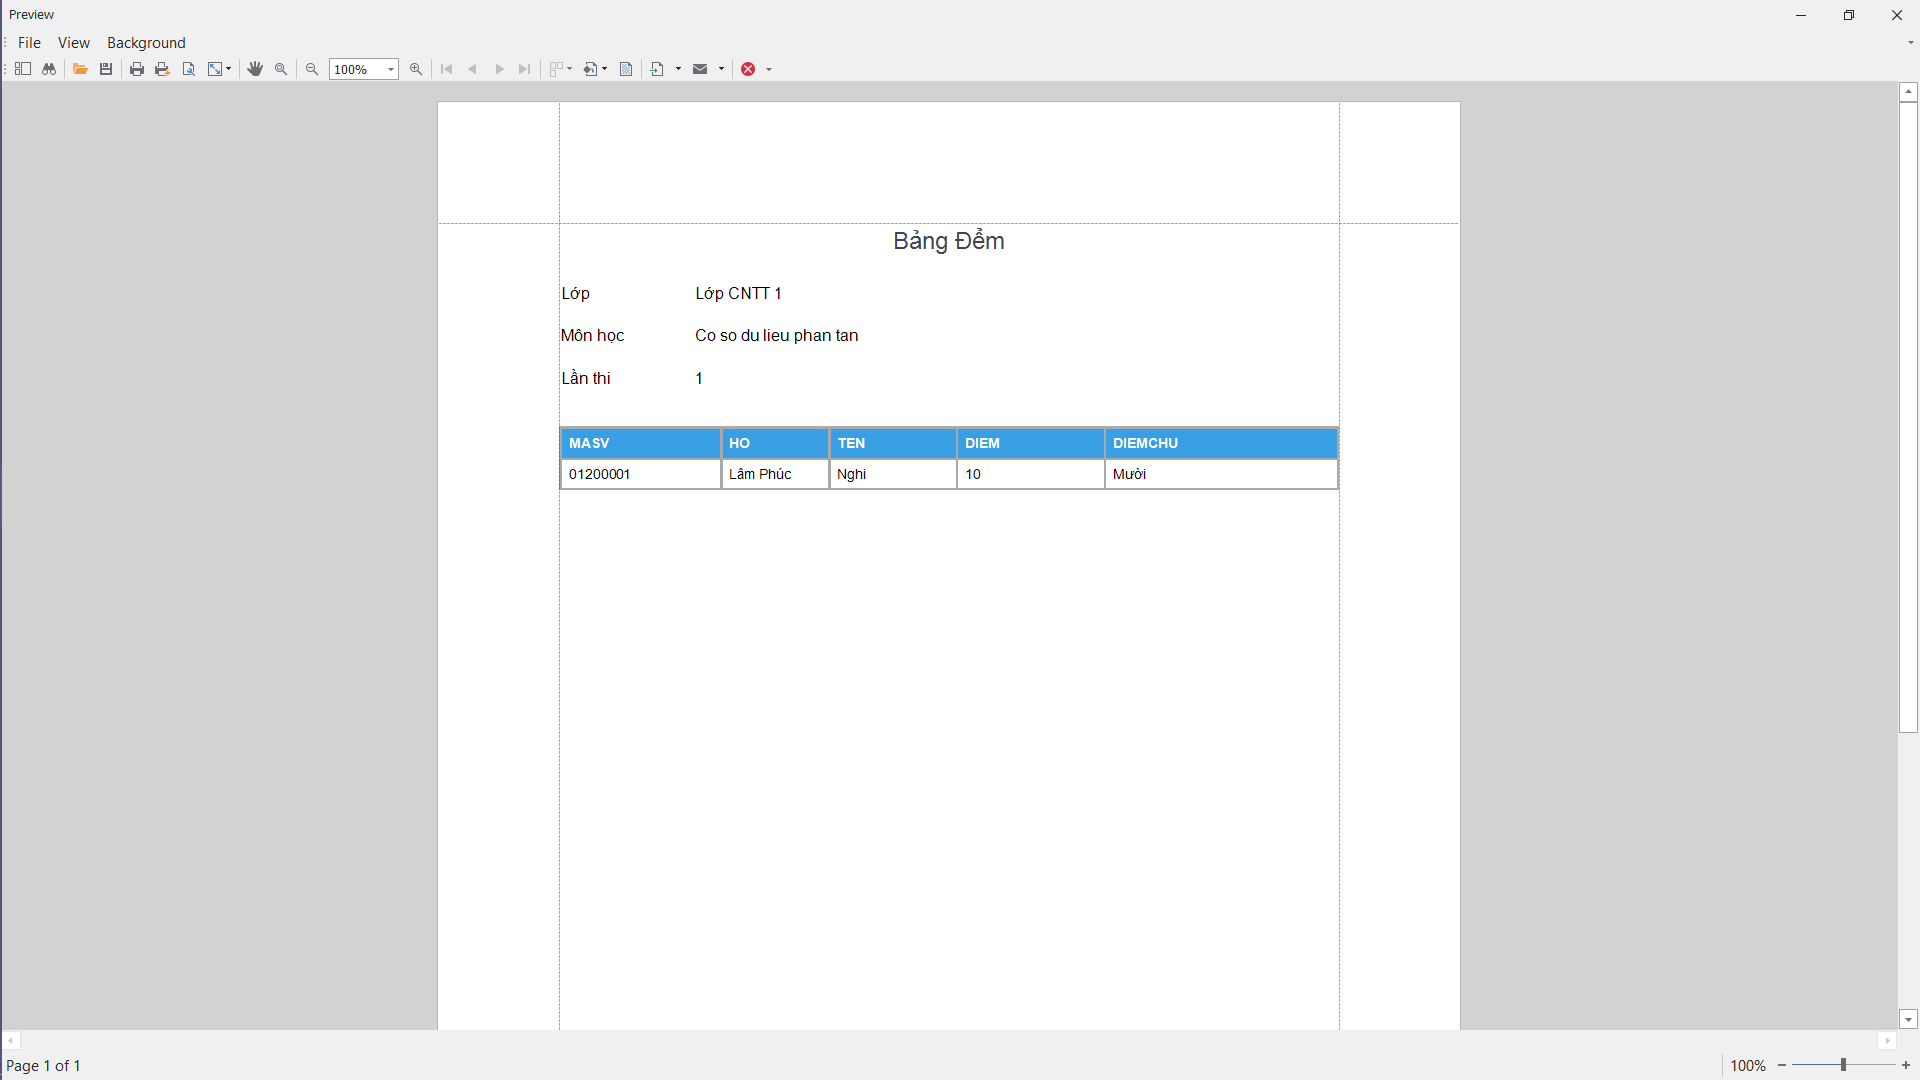 Preview
File View Background
100%
Bảng Đểm
Lớp Lớp CNTT 1
Môn học Co so du lieu phan tan
Lần thi 1
MASV HO TEN DIEM DIEMCHU
01200001 Lâm Phúc Nghi 10 Mười
Page 1 of 1 100%